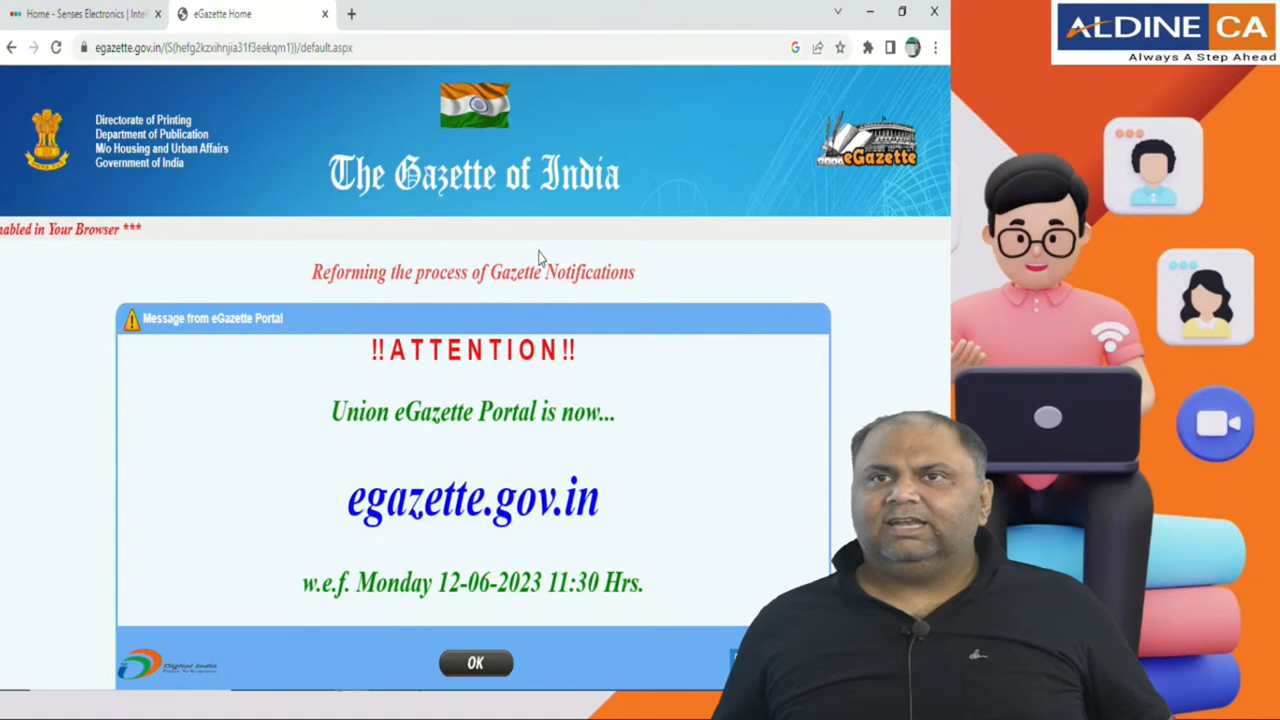 Home - Senses Electronics | Intel
eGazette Home
egazette.gov.in/(S(hefg2kzxihnjia31f3eekqm1))/default.aspx
ALDINE CA
Always A Step Ahead
Directorate of Printing
Department of Publication
M/o Housing and Urban Affairs
Government of India
The Gazette of India
eGazette
nabled in Your Browser ***
Reforming the process of Gazette Notifications
Message from eGazette Portal
!! A T T E N T I O N !!
Union eGazette Portal is now...
egazette.gov.in
w.e.f. Monday 12-06-2023 11:30 Hrs.
Digital India
OK